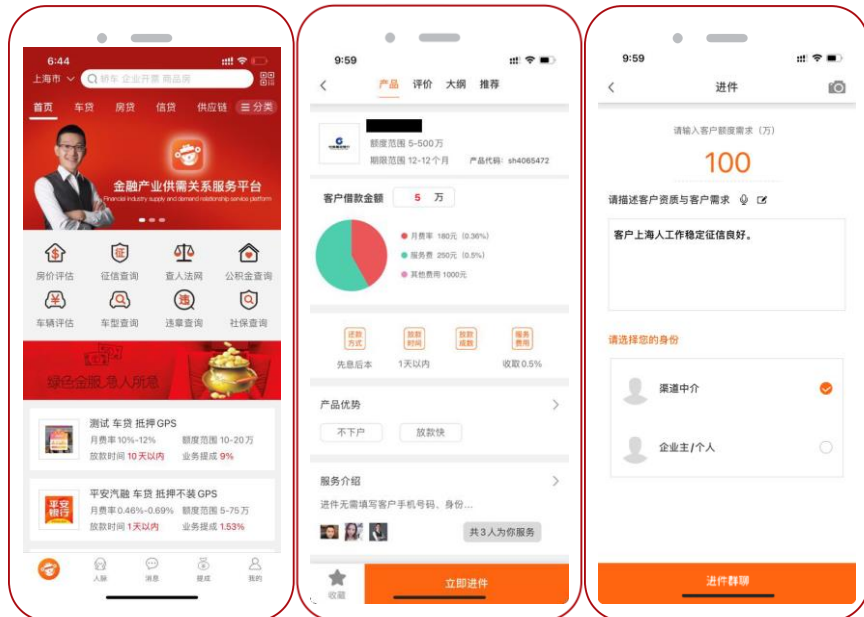 6:44
上海市
轿车 企业开票 商品房
首页 车贷 房贷 信贷 供应链 分类
金融产业供需关系
服务平台
Financial industry supply and demand relationship service platform
房价评估 征信查询 查人法网 公积金查询
车辆评估 车型查询 违章查询 社保查询
绿色金服,急人所急
测试 车贷 抵押 GPS
月费率 10%-12% 额度范围 10-20万
放款时间 10天以内 业务提成 9%
平安银行
平安汽融 车贷 抵押不装 GPS
月费率 0.46%-0.69% 额度范围 5-75万
放款时间 1天以内 业务提成 1.53%
人脉 消息 提成 我的
9:59
产品 评价 大纲 推荐
额度范围 5-500万
期限范围 12-12个月 产品代码: sh4065472
客户借款金额 5 万
月费率 180元 (0.36%)
服务费 250元 (0.5%)
其他费用 1000元
还款方式 放款时间 放款成数 服务费用
先息后本 1天以内 收取0.5%
产品优势
不下户 放款快
服务介绍
进件无需填写客户手机号码、身份...
共3人为你服务
收藏 立即进件
9:59
进件
请输入客户额度需求（万）
100
请描述客户资质与客户需求
客户上海人工作稳定征信良好。
请选择您的身份
渠道中介
企业主/个人
进件群聊